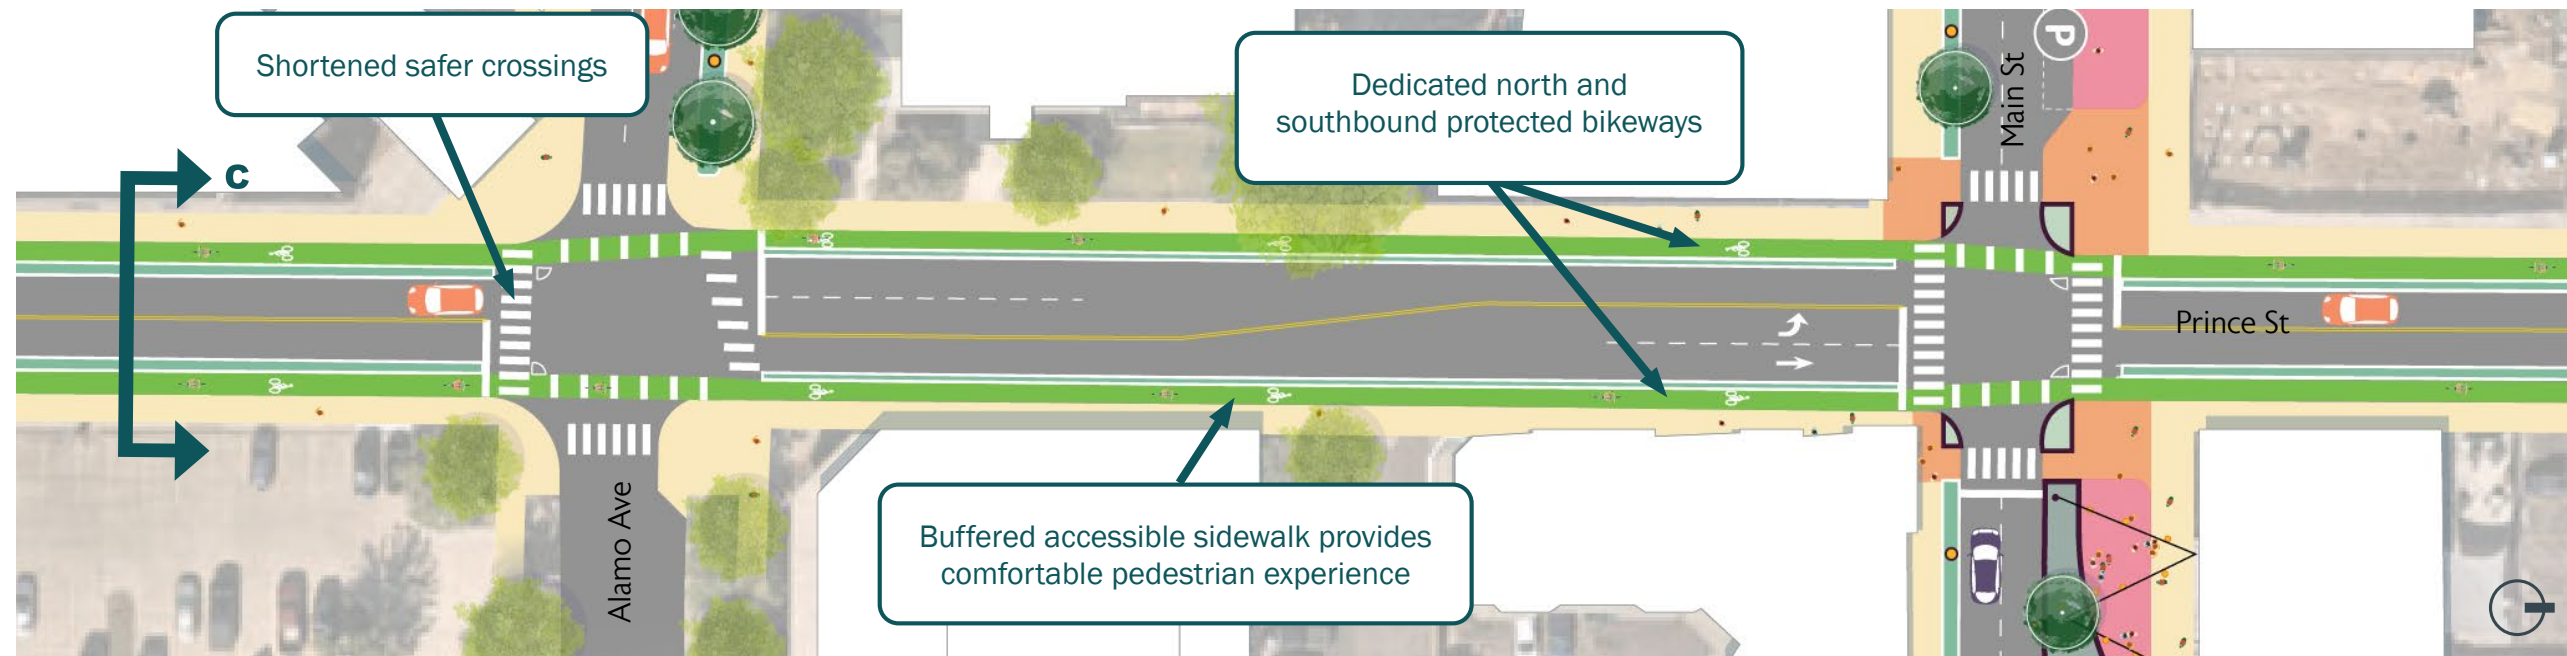 Shortened safer crossings
Dedicated north and
southbound protected bikeways
P
Main St
C
Prince St
Buffered accessible sidewalk provides
comfortable pedestrian experience
Alamo Ave